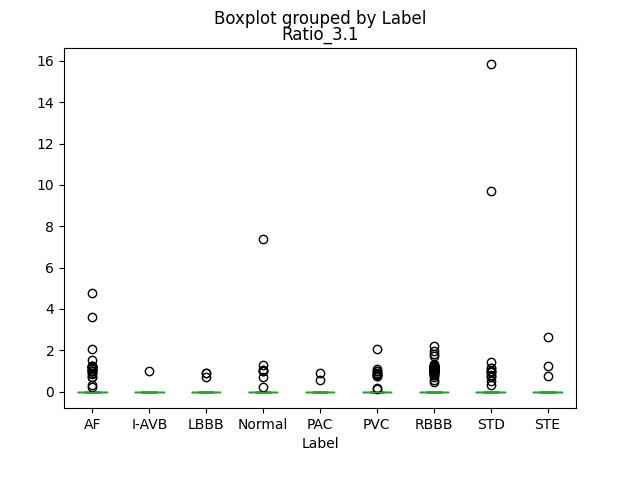 Boxplot grouped by Label
Ratio_3.1
16
14
12
10
8
6
4
2
0
AF I-AVB LBBB Normal PAC PVC RBBB STD STE
Label